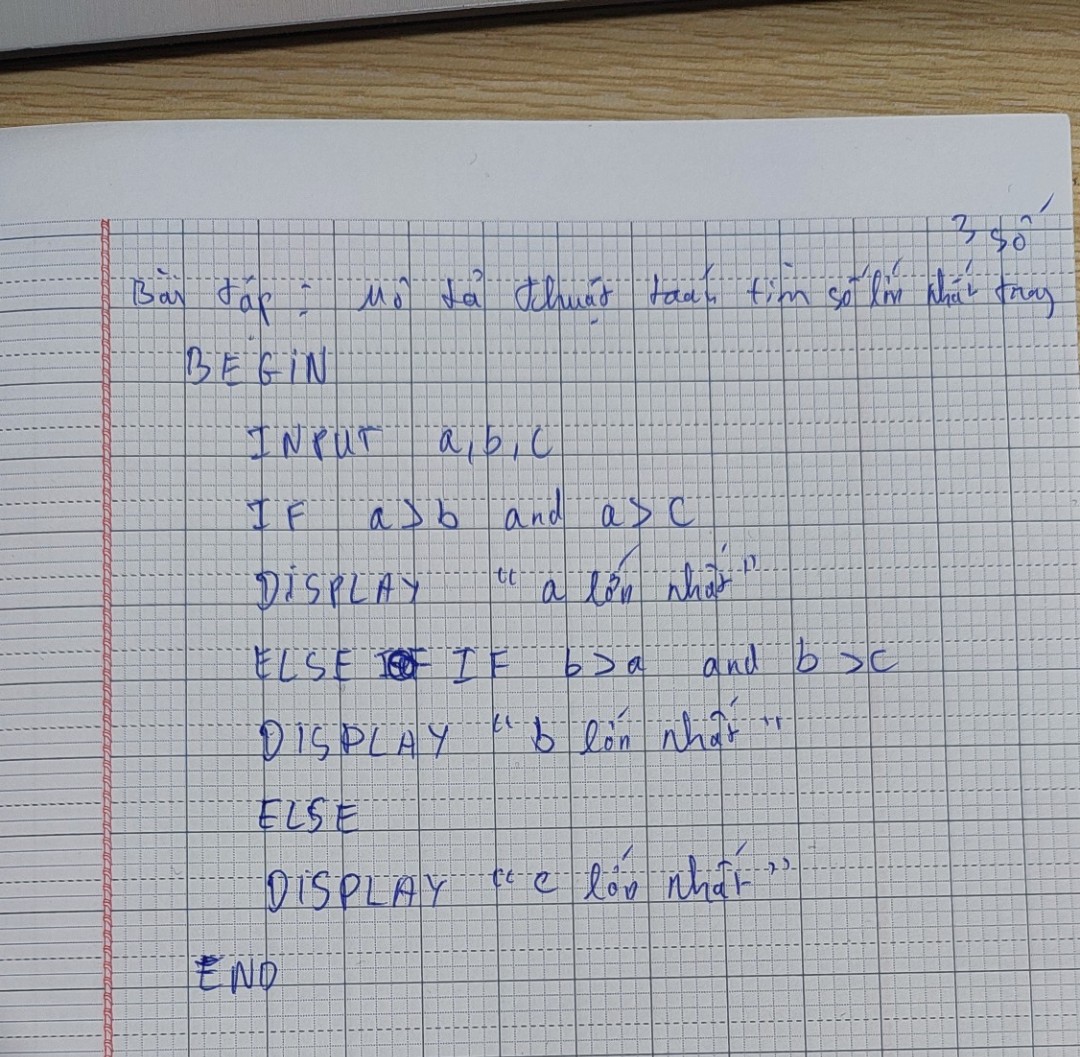 3 số
Bài tập : Mô tả thuật toán tìm số lớn nhất trong
BEGIN
INPUT a, b, c
IF a > b and a > c
DISPLAY “ a lớn nhất ”
ELSE IF b > a and b > c
DISPLAY “ b lớn nhất ”
ELSE
DISPLAY “ c lớn nhất ”
END